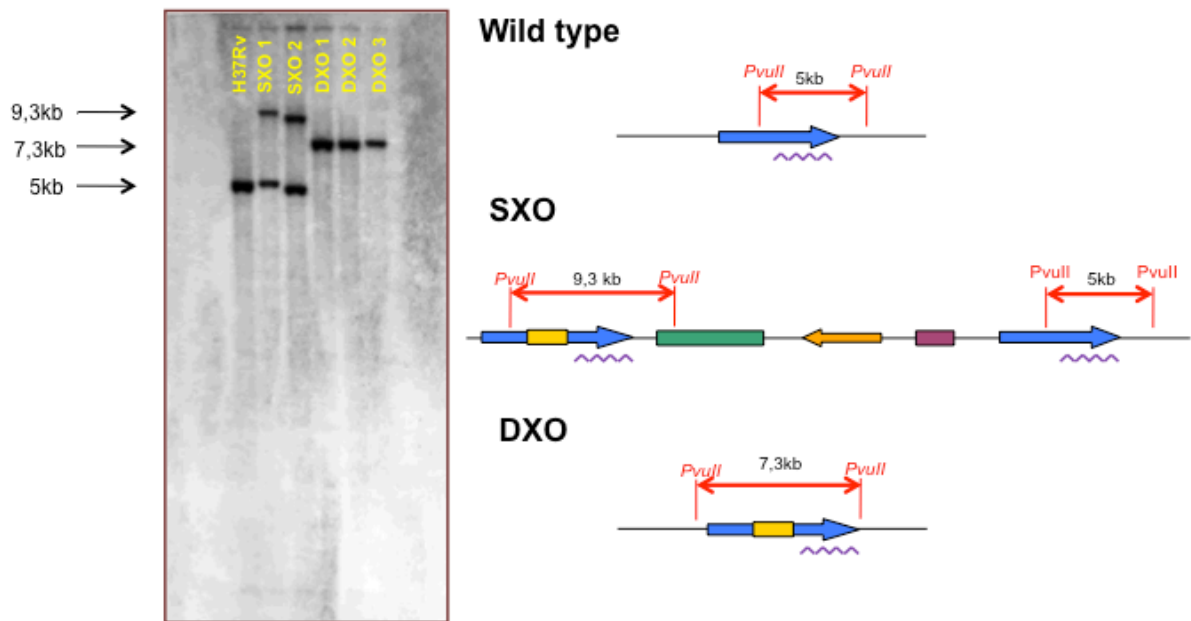 H37Rv
SXO 1
SXO 2
DXO 1
DXO 2
DXO 3
9,3kb
7,3kb
5kb
Wild type
PvuII
5kb
PvuII
SXO
PvuII
9,3 kb
PvuII
PvuII
5kb
PvuII
DXO
PvuII
7,3kb
PvuII